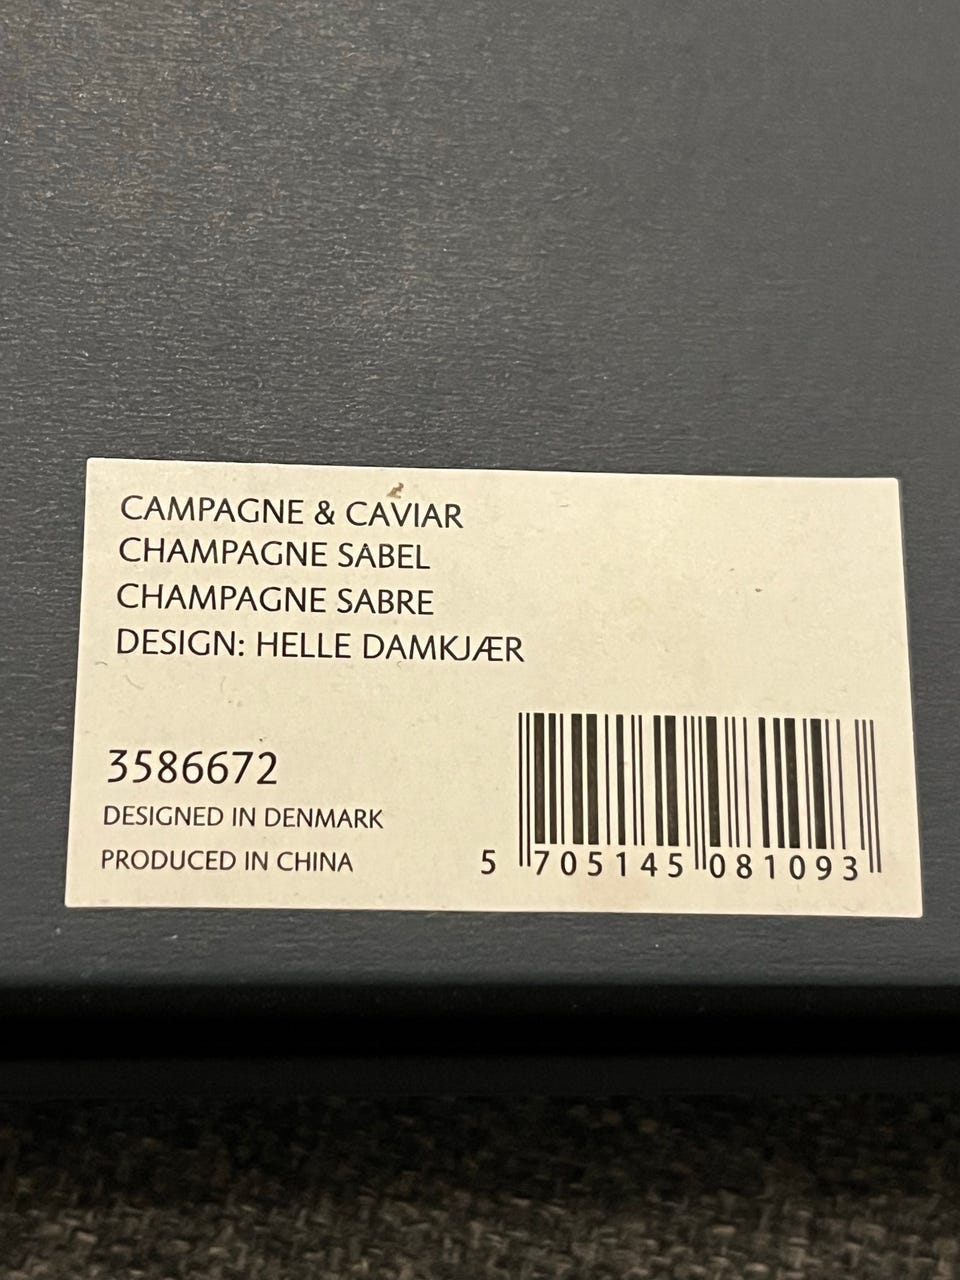 CAMPAGNE & CAVIAR
CHAMPAGNE SABEL
CHAMPAGNE SABRE
DESIGN: HELLE DAMKJÆR
3586672
DESIGNED IN DENMARK
PRODUCED IN CHINA
5 705145 081093